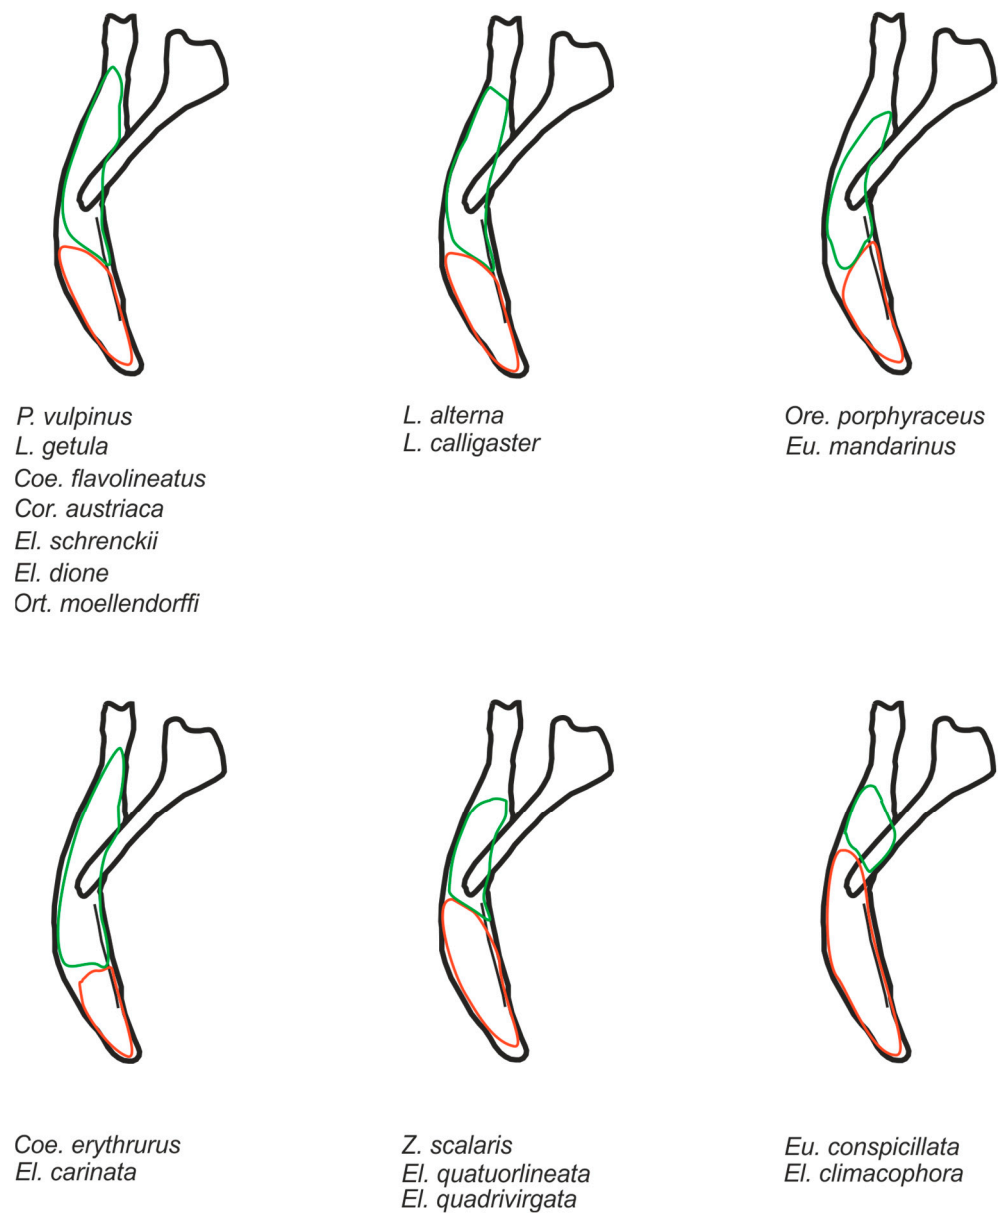 P. vulpinus
L. getula
Coe. flavolineatus
Cor. austriaca
El. schrenckii
El. dione
Ort. moellendorffi
L. alterna
L. calligaster
Ore. porphyraceus
Eu. mandarinus
Coe. erythrurus
El. carinata
Z. scalaris
El. quatuorlineata
El. quadrivirgata
Eu. conspicillata
El. climacophora